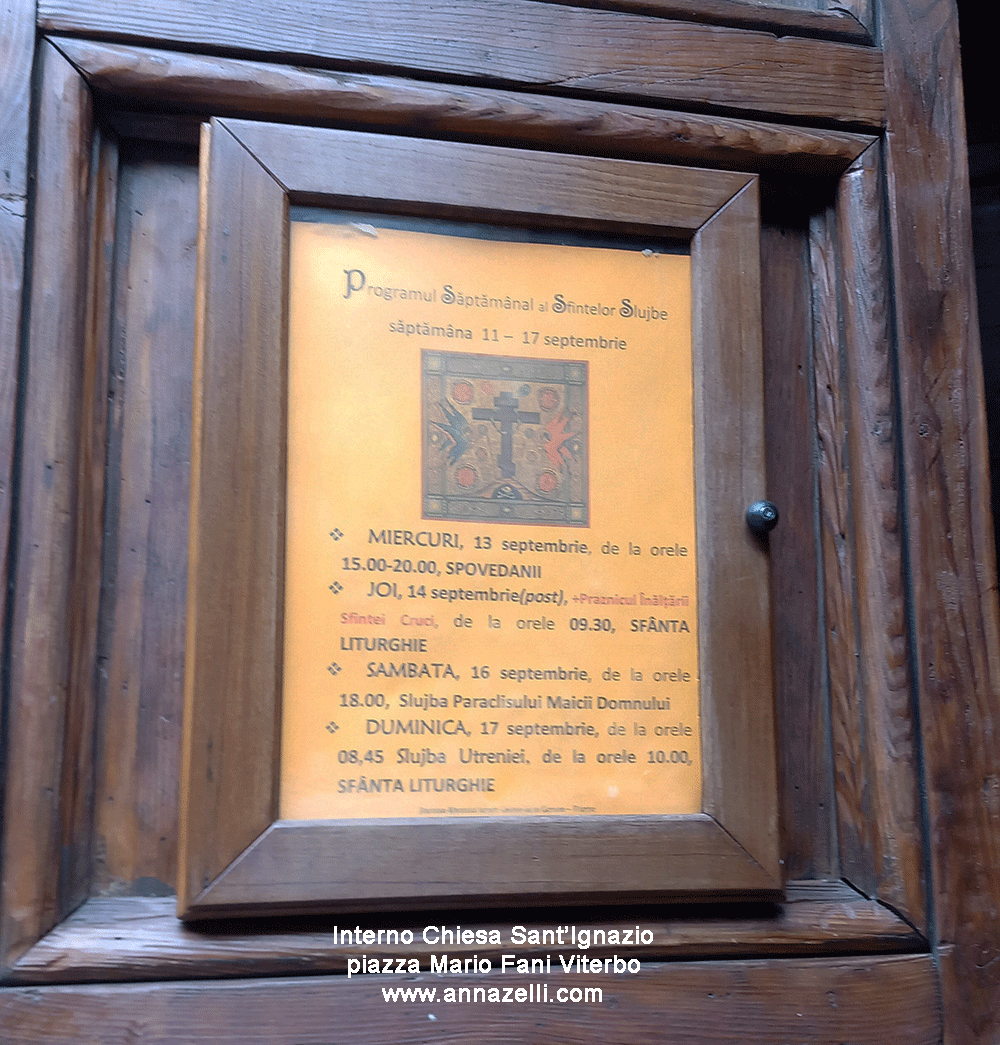 Programul Săptămânal al Sfintelor Slujbe
săptămâna 11 – 17 septembrie
❖ MIERCURI, 13 septembrie, de la orele
15.00-20.00, SPOVEDANII
❖ JOI, 14 septembrie(post), +Praznicul Înălțării
Sfintei Cruci, de la orele 09.30, SFÂNTA
LITURGHIE
❖ SAMBATA, 16 septembrie, de la orele
18.00, Slujba Paraclisului Maicii Domnului
❖ DUMINICA, 17 septembrie, de la orele
08,45 Slujba Utreniei, de la orele 10.00,
SFÂNTA LITURGHIE
Interno Chiesa Sant'Ignazio
piazza Mario Fani Viterbo
www.annazelli.com